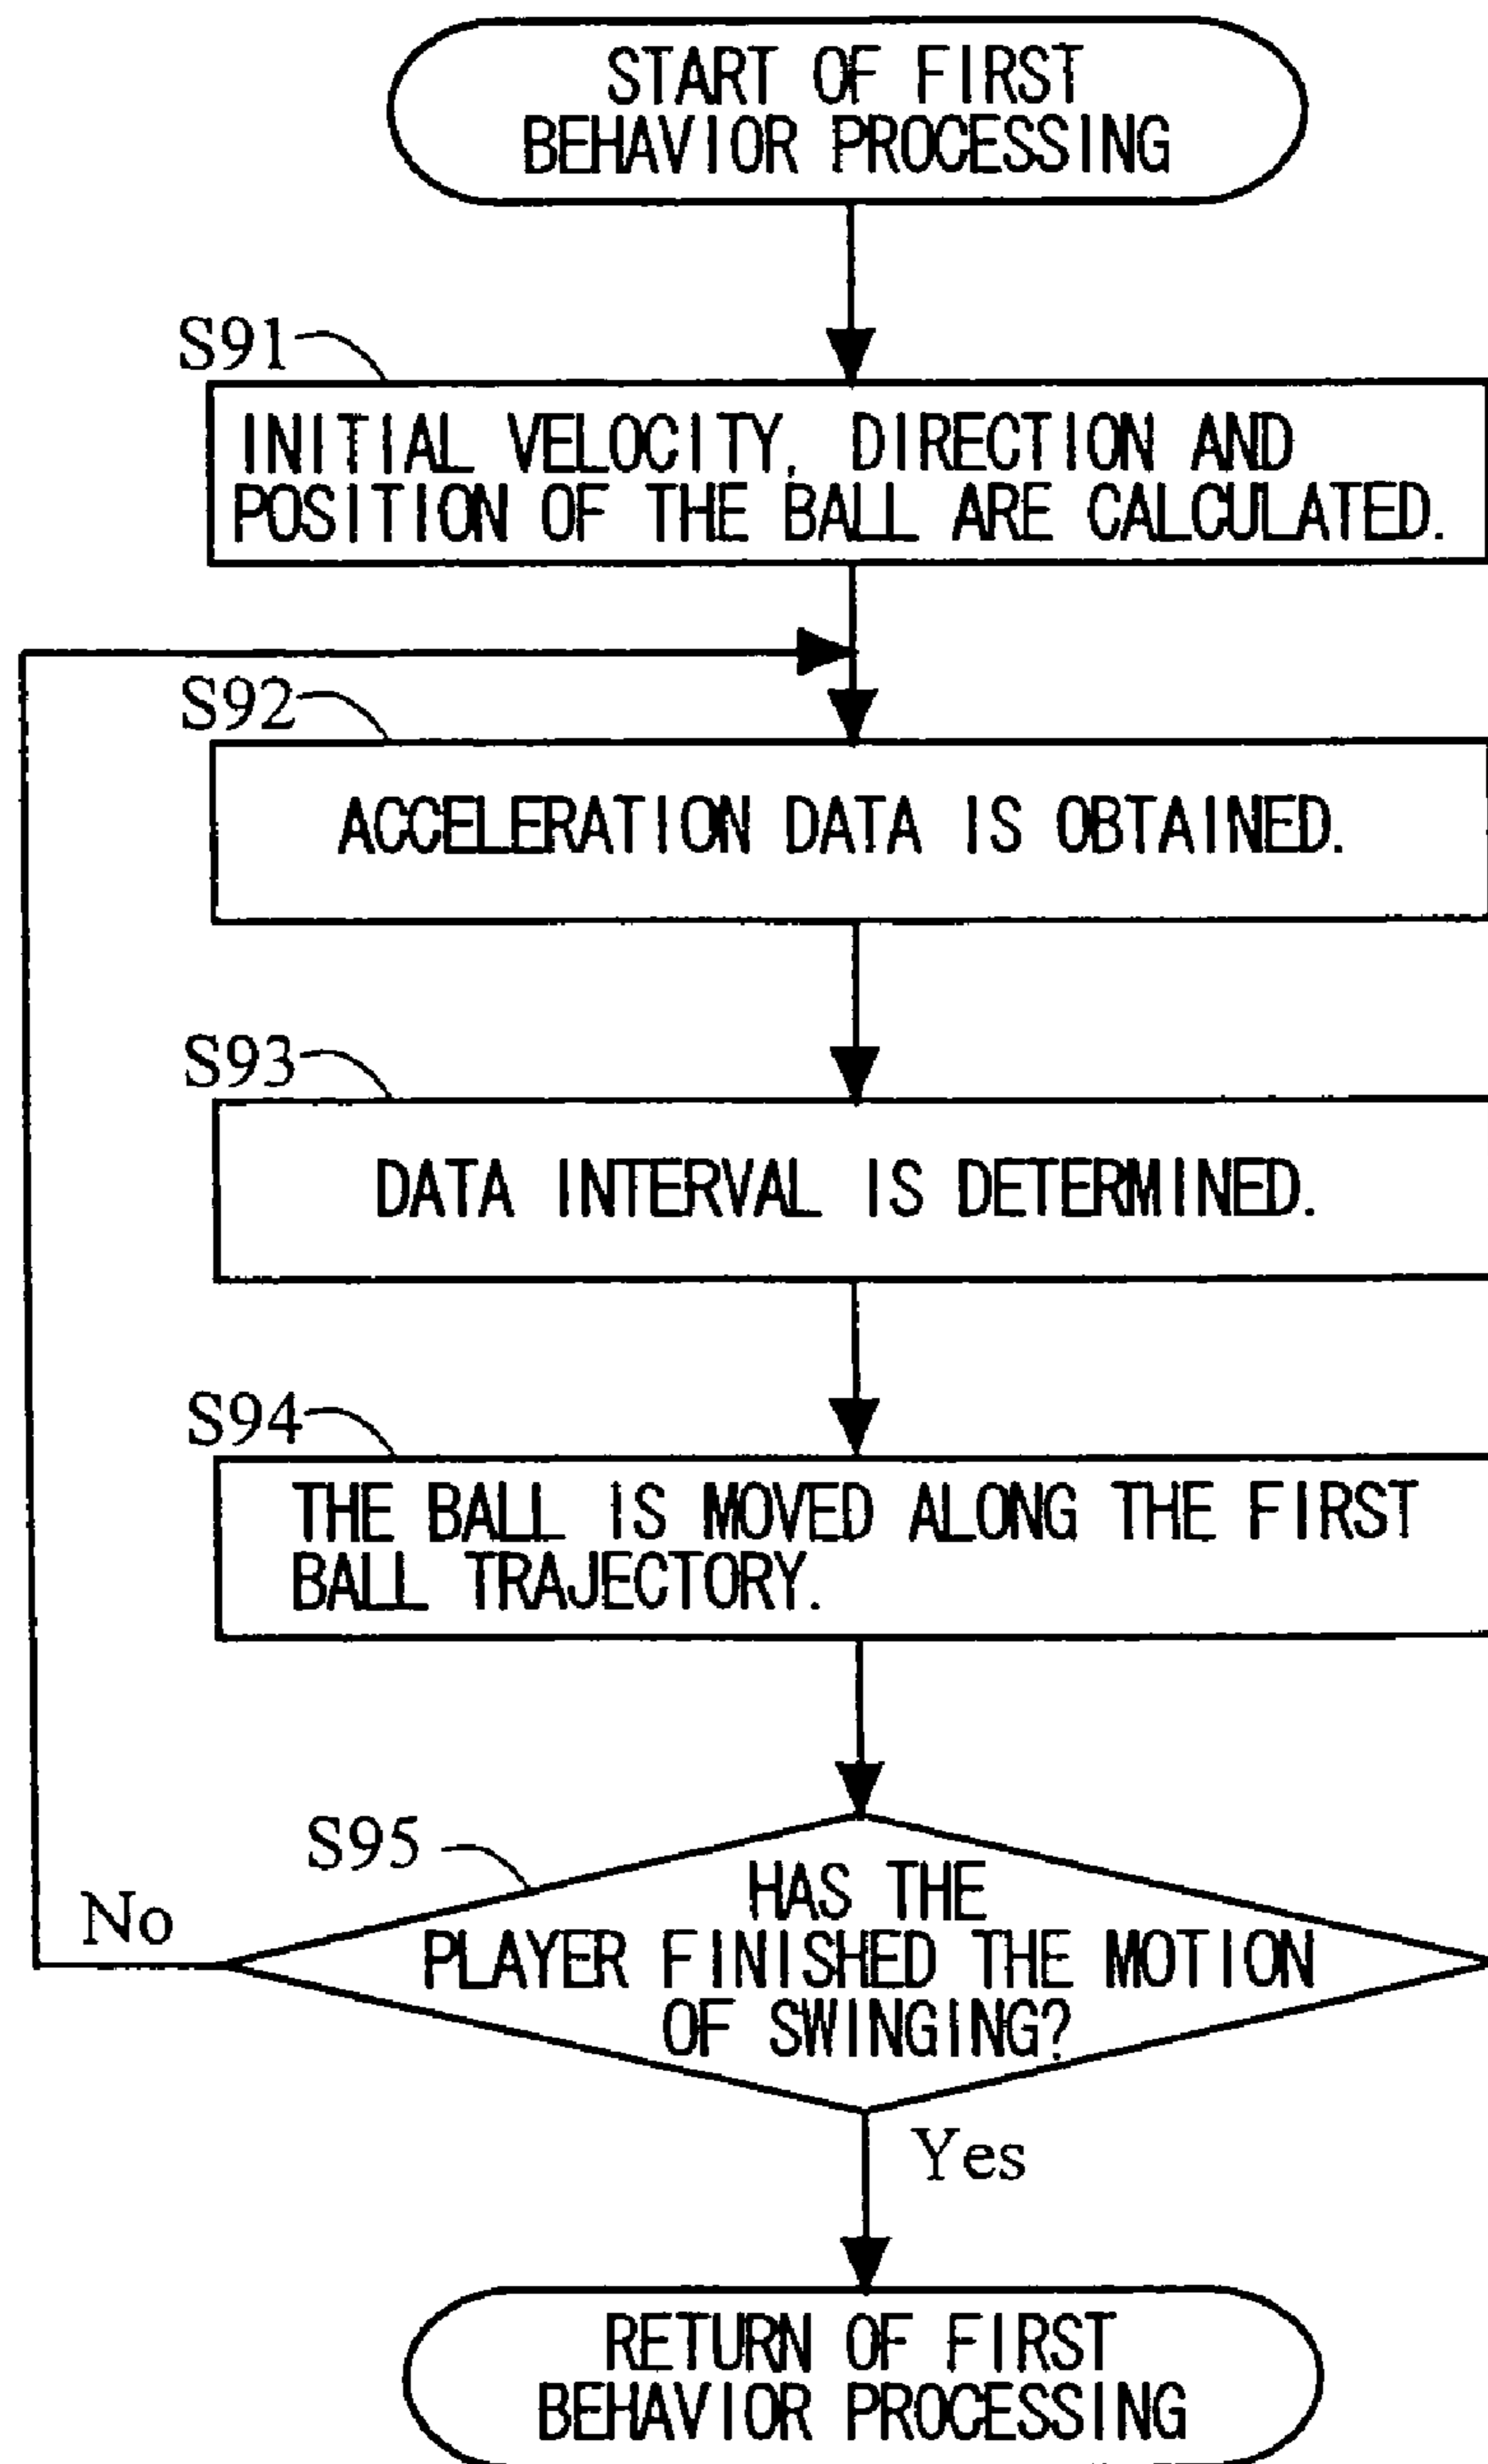 START OF FIRST
BEHAVIOR PROCESSING
S91
INITIAL VELOCITY, DIRECTION AND
POSITION OF THE BALL ARE CALCULATED.
S92
ACCELERATION DATA IS OBTAINED.
S93
DATA INTERVAL IS DETERMINED.
S94
THE BALL IS MOVED ALONG THE FIRST
BALL TRAJECTORY.
S95
HAS THE
No
PLAYER FINISHED THE MOTION
OF SWINGING?
Yes
RETURN OF FIRST
BEHAVIOR PROCESSING